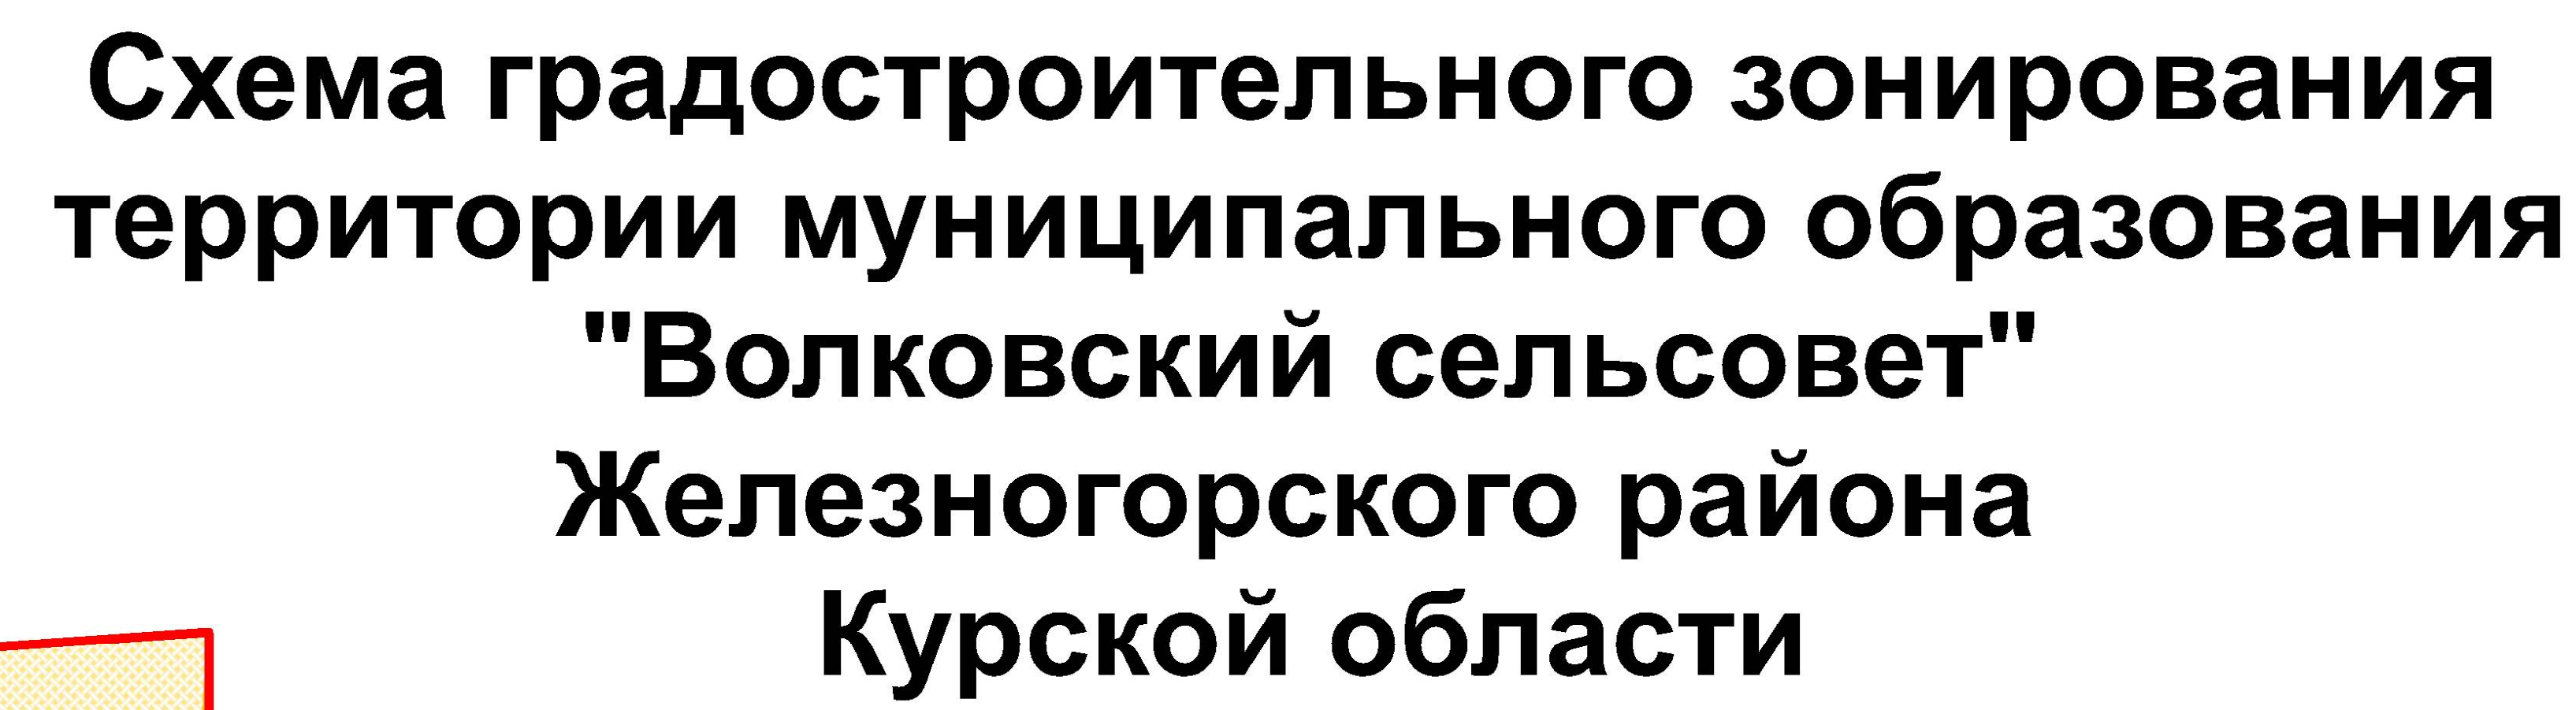 Схема градостроительного зонирования
территории муниципального образования
"Волковский сельсовет"
Железногорского района
Курской области